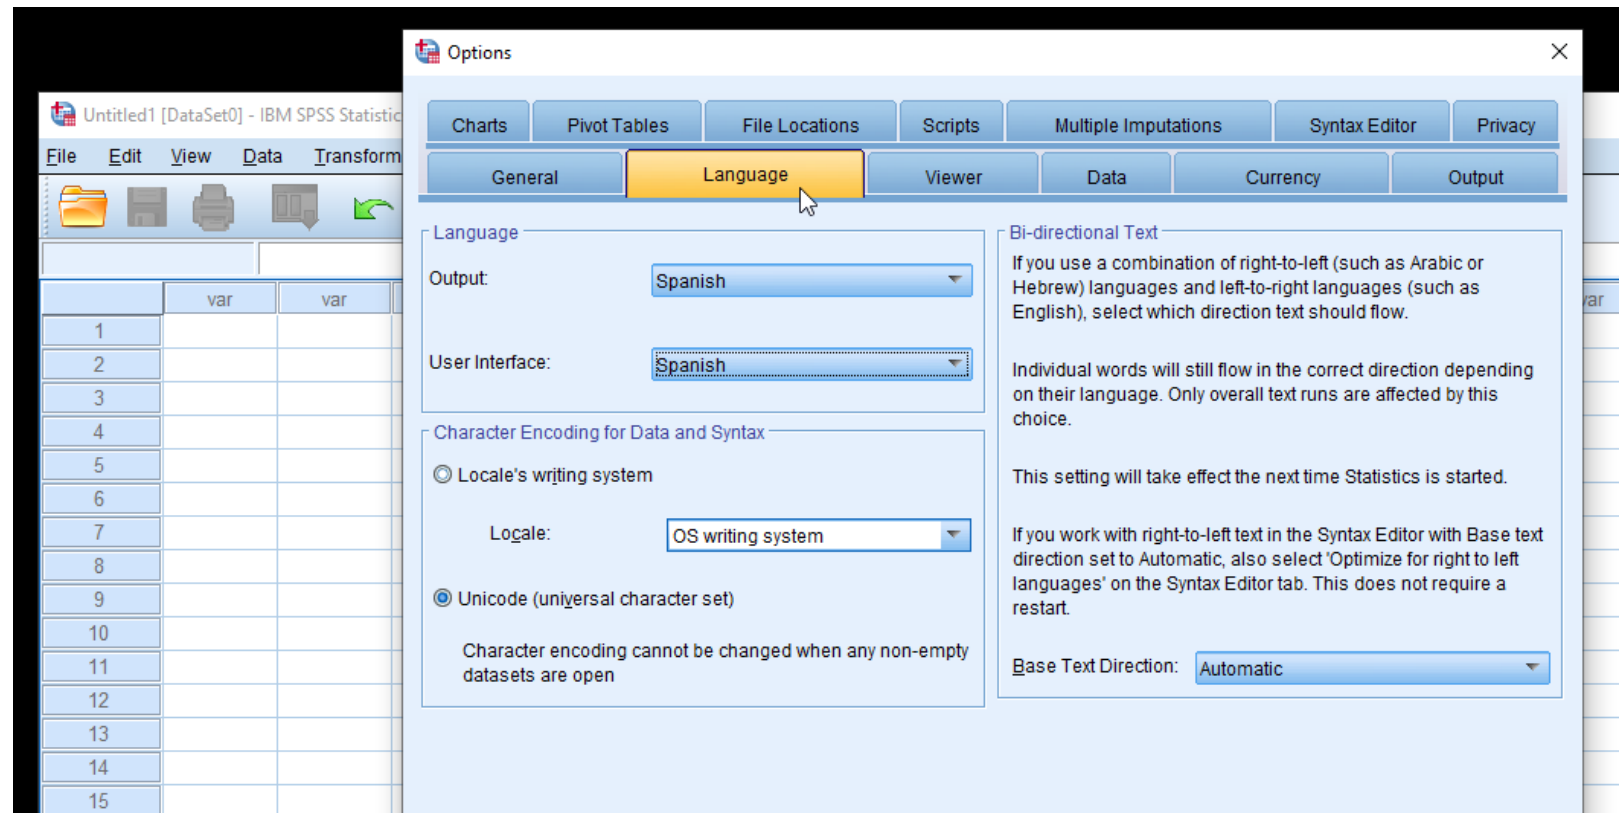 Options
Untitled1 [DataSet0] - IBM SPSS Statistic
File Edit View Data Transform
Charts Pivot Tables File Locations Scripts Multiple Imputations Syntax Editor Privacy
General Language Viewer Data Currency Output
Language
Output: Spanish
User Interface: Spanish
Character Encoding for Data and Syntax
Locale's writing system
Locale: OS writing system
Unicode (universal character set)
Character encoding cannot be changed when any non-empty
datasets are open
Bi-directional Text
If you use a combination of right-to-left (such as Arabic or
Hebrew) languages and left-to-right languages (such as
English), select which direction text should flow.
Individual words will still flow in the correct direction depending
on their language. Only overall text runs are affected by this
choice.
This setting will take effect the next time Statistics is started.
If you work with right-to-left text in the Syntax Editor with Base text
direction set to Automatic, also select 'Optimize for right to left
languages' on the Syntax Editor tab. This does not require a
restart.
Base Text Direction: Automatic
var var var
1
2
3
4
5
6
7
8
9
10
11
12
13
14
15